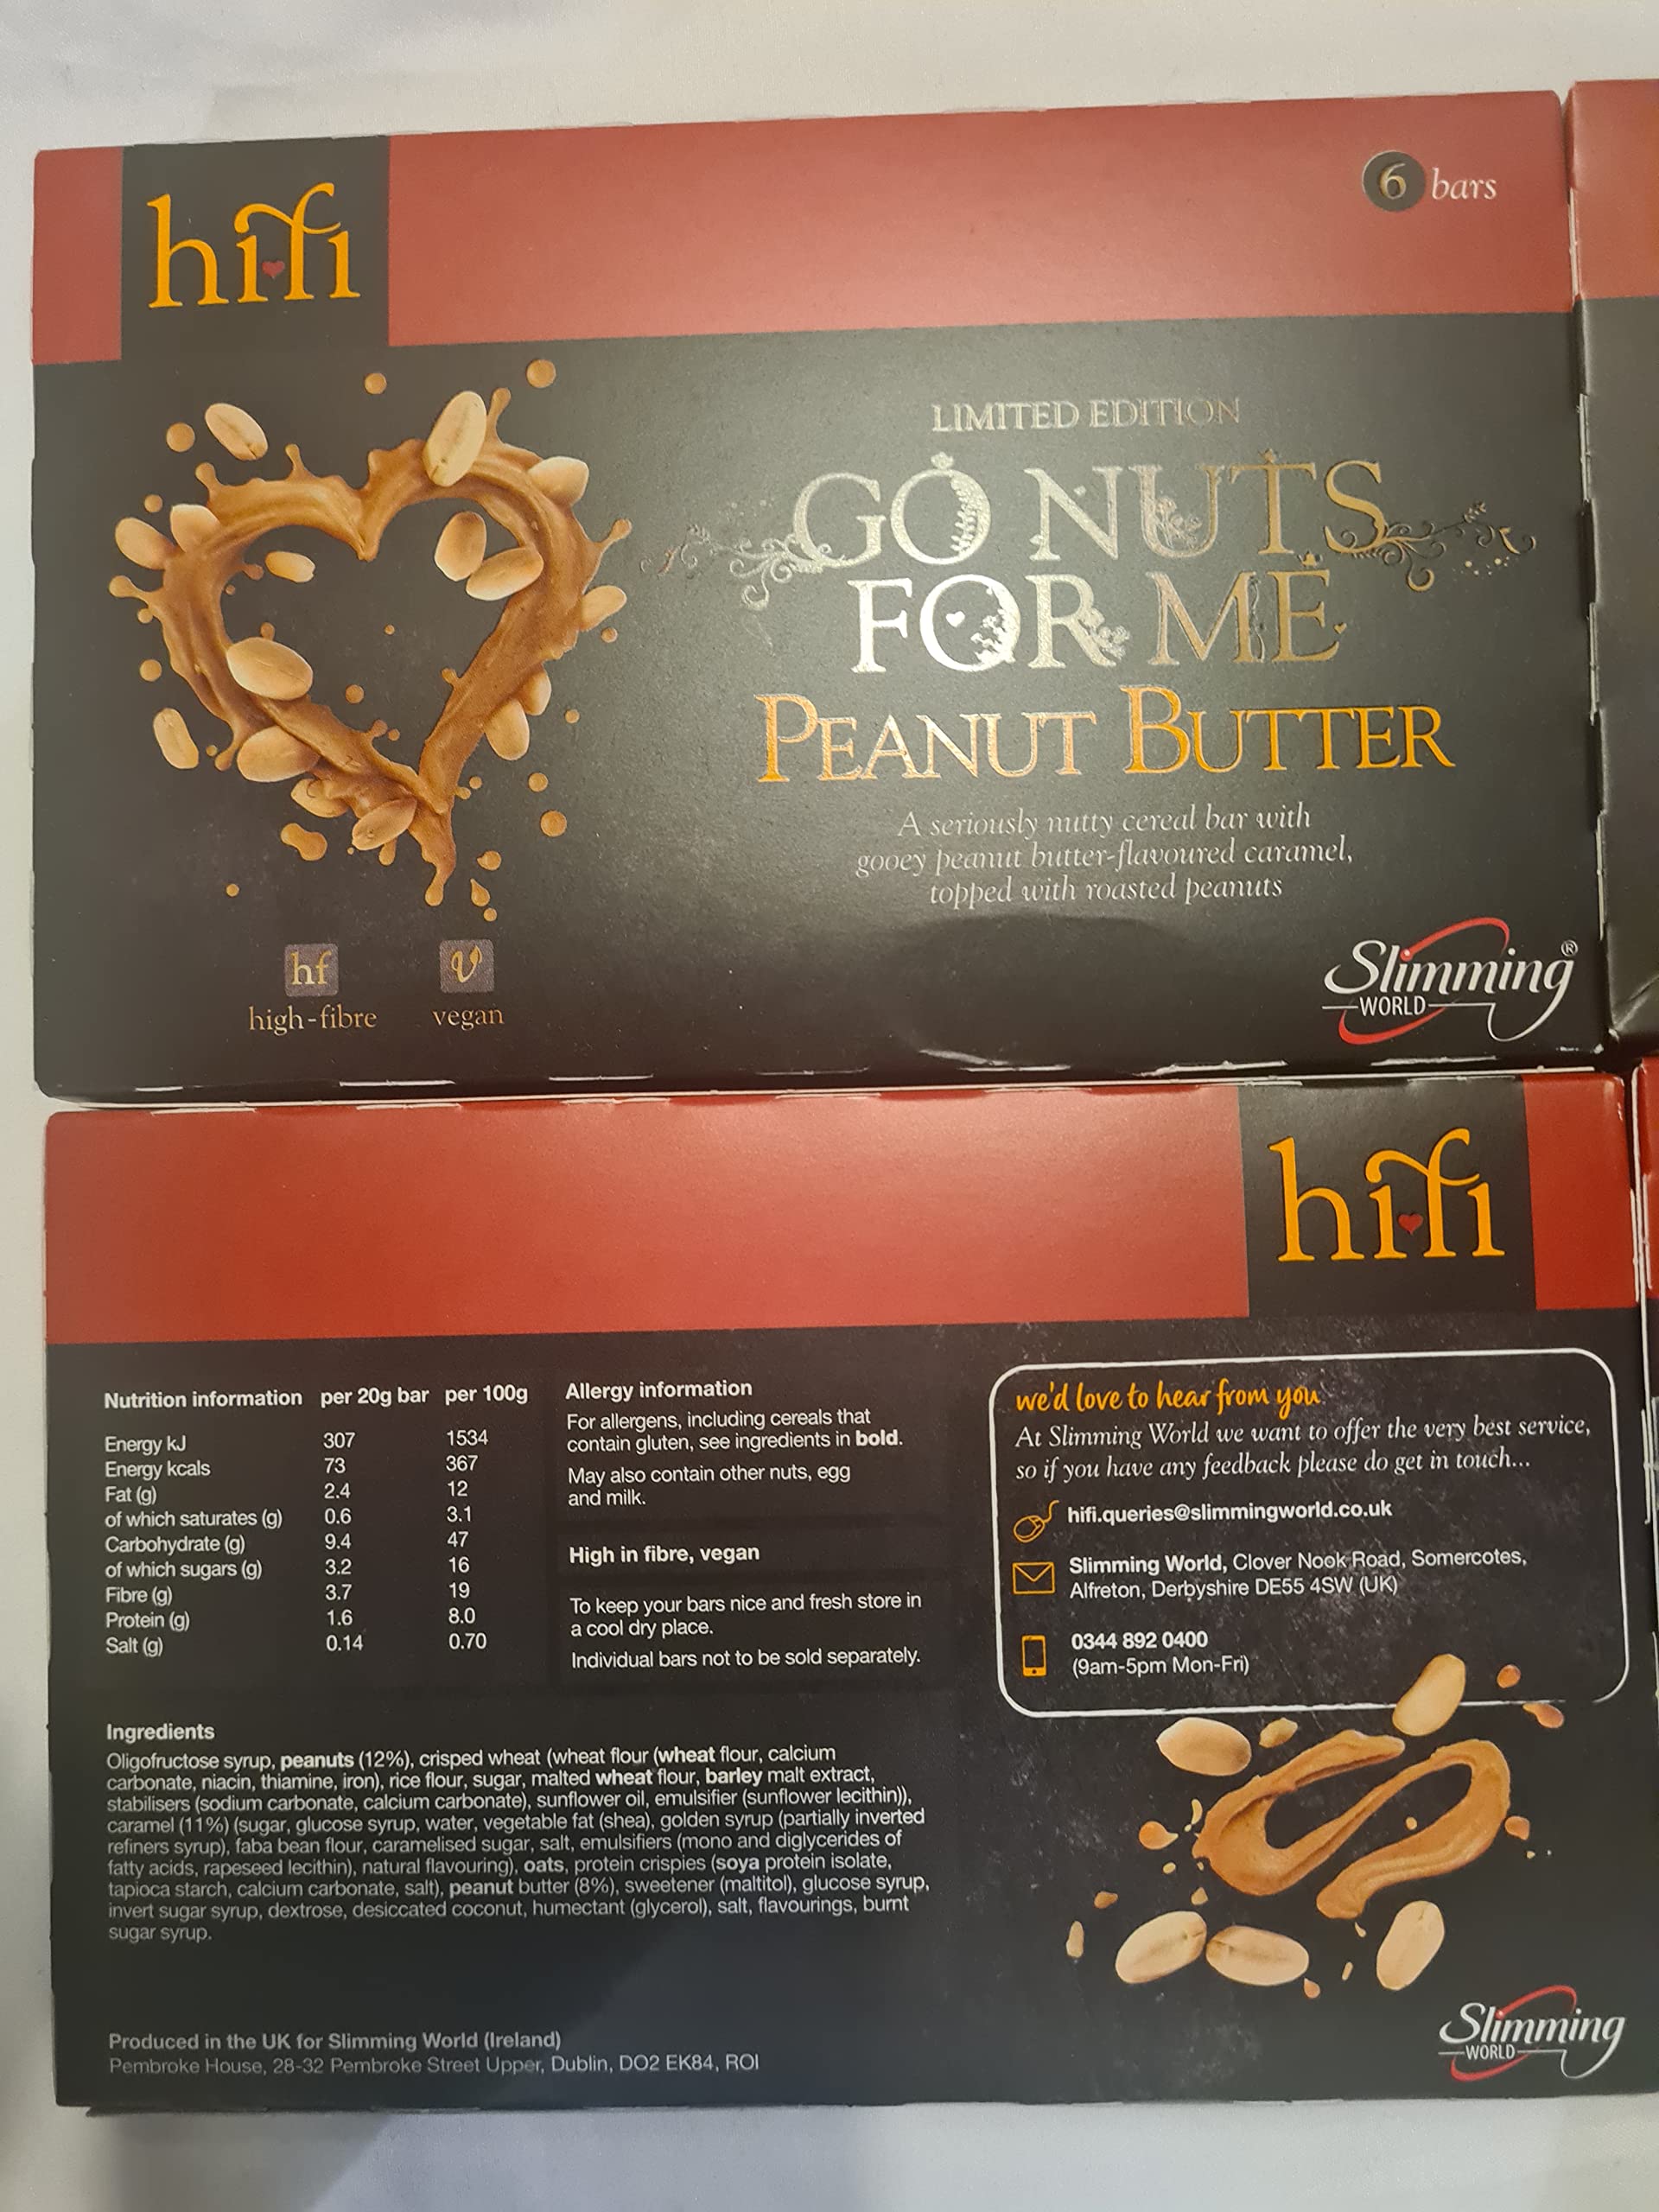 hifi
6 bars
LIMITED EDITION
GO NUTS
FOR ME
PEANUT BUTTER
A seriously nutty cereal bar with
gooey peanut butter-flavoured caramel,
topped with roasted peanuts
hf
high-fibre
V
vegan
Slimming®
WORLD
hifi
Nutrition information per 20g bar per 100g
Energy kJ 307 1534
Energy kcals 73 367
Fat (g) 2.4 12
of which saturates (g) 0.6 3.1
Carbohydrate (g) 9.4 47
of which sugars (g) 3.2 16
Fibre (g) 3.7 19
Protein (g) 1.6 8.0
Salt (g) 0.14 0.70
Allergy information
For allergens, including cereals that
contain gluten, see ingredients in bold.
May also contain other nuts, egg
and milk.
High in fibre, vegan
To keep your bars nice and fresh store in
a cool dry place.
Individual bars not to be sold separately.
we'd love to hear from you
At Slimming World we want to offer the very best service,
so if you have any feedback please do get in touch...
hifi.queries@slimmingworld.co.uk
Slimming World, Clover Nook Road, Somercotes,
Alfreton, Derbyshire DE55 4SW (UK)
0344 892 0400
(9am-5pm Mon-Fri)
Ingredients
Oligofructose syrup, peanuts (12%), crisped wheat (wheat flour (wheat flour, calcium
carbonate, niacin, thiamine, iron), rice flour, sugar, malted wheat flour, barley malt extract,
stabilisers (sodium carbonate, calcium carbonate), sunflower oil, emulsifier (sunflower lecithin)),
caramel (11%) (sugar, glucose syrup, water, vegetable fat (shea), golden syrup (partially inverted
refiners syrup), faba bean flour, caramelised sugar, salt, emulsifiers (mono and diglycerides of
fatty acids, rapeseed lecithin), natural flavouring), oats, protein crispies (soya protein isolate,
tapioca starch, calcium carbonate, salt), peanut butter (8%), sweetener (maltitol), glucose syrup,
invert sugar syrup, dextrose, desiccated coconut, humectant (glycerol), salt, flavourings, burnt
sugar syrup.
Produced in the UK for Slimming World (Ireland)
Pembroke House, 28-32 Pembroke Street Upper, Dublin, DO2 EK84, ROI
Slimming
WORLD